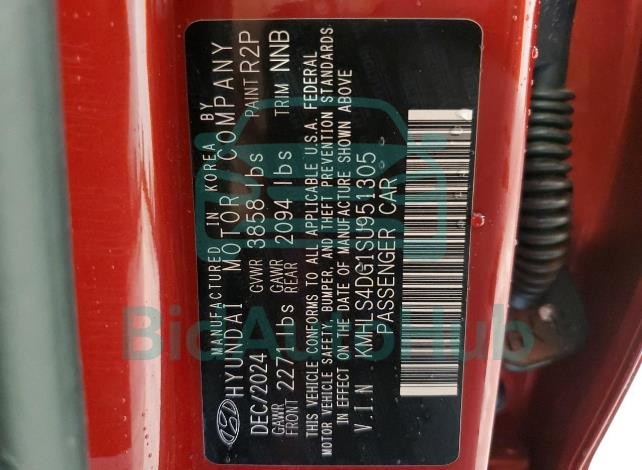 MANUFACTURED IN KOREA BY
HYUNDAI MOTOR COMPANY
DEC/2024 GVWR 3858 lbs PAINT R2P
GAWR FRONT 2271lbs GAWR REAR 2094 lbs TRIM NNB
THIS VEHICLE CONFORMS TO ALL APPLICABLE U.S.A. FEDERAL
MOTOR VEHICLE SAFETY, BUMPER, AND THEFT PREVENTION STANDARDS
IN EFFECT ON THE DATE OF MANUFACTURE SHOWN ABOVE
V.I.N KMHLS4DG1SU951305
PASSENGER CAR
BidAutoHub